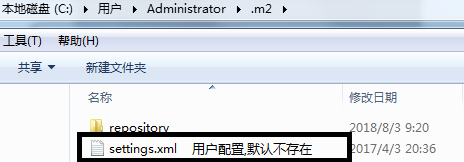 本地磁盘 (C:) ▸ 用户 ▸ Administrator ▸ .m2 ▸
工具(T) 帮助(H)
共享 新建文件夹
名称 修改日期
repository 2018/8/3 9:20
settings.xml 用户配置,默认不存在 2017/4/3 20:36